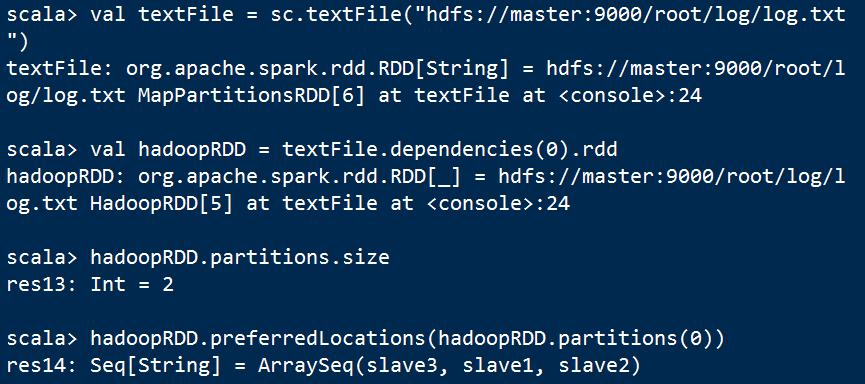 scala> val textFile = sc.textFile("hdfs://master:9000/root/log/log.txt
")
textFile: org.apache.spark.rdd.RDD[String] = hdfs://master:9000/root/l
og/log.txt MapPartitionsRDD[6] at textFile at <console>:24
scala> val hadoopRDD = textFile.dependencies(0).rdd
hadoopRDD: org.apache.spark.rdd.RDD[_] = hdfs://master:9000/root/log/l
og.txt HadoopRDD[5] at textFile at <console>:24
scala> hadoopRDD.partitions.size
res13: Int = 2
scala> hadoopRDD.preferredLocations(hadoopRDD.partitions(0))
res14: Seq[String] = ArraySeq(slave3, slave1, slave2)